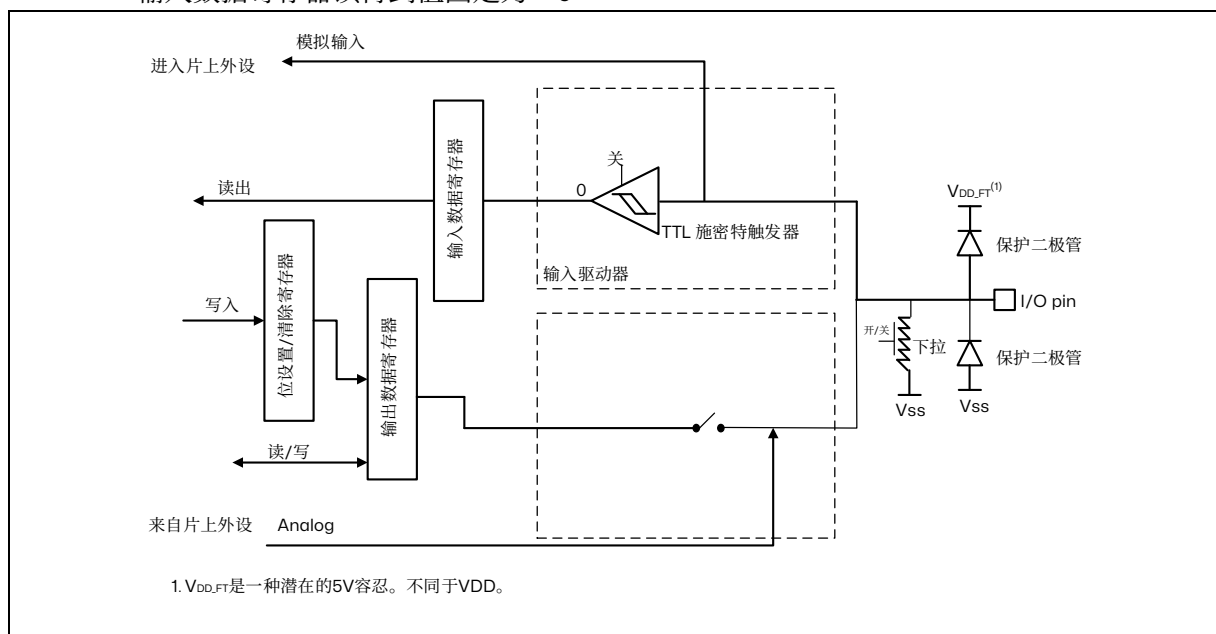 模拟输入
进入片上外设
输入数据寄存器
关
读出
0
TTL 施密特触发器
输入驱动器
VDD_FT(1)
保护二极管
I/O pin
写入
位设置/清除寄存器
输出数据寄存器
开/关
下拉
保护二极管
Vss
Vss
读/写
来自片上外设
Analog
1. VDD_FT是一种潜在的5V容忍。不同于VDD。